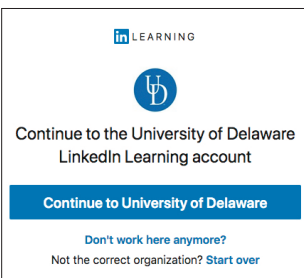 in LEARNING
UD
Continue to the University of Delaware
LinkedIn Learning account
Continue to University of Delaware
Don't work here anymore?
Not the correct organization? Start over